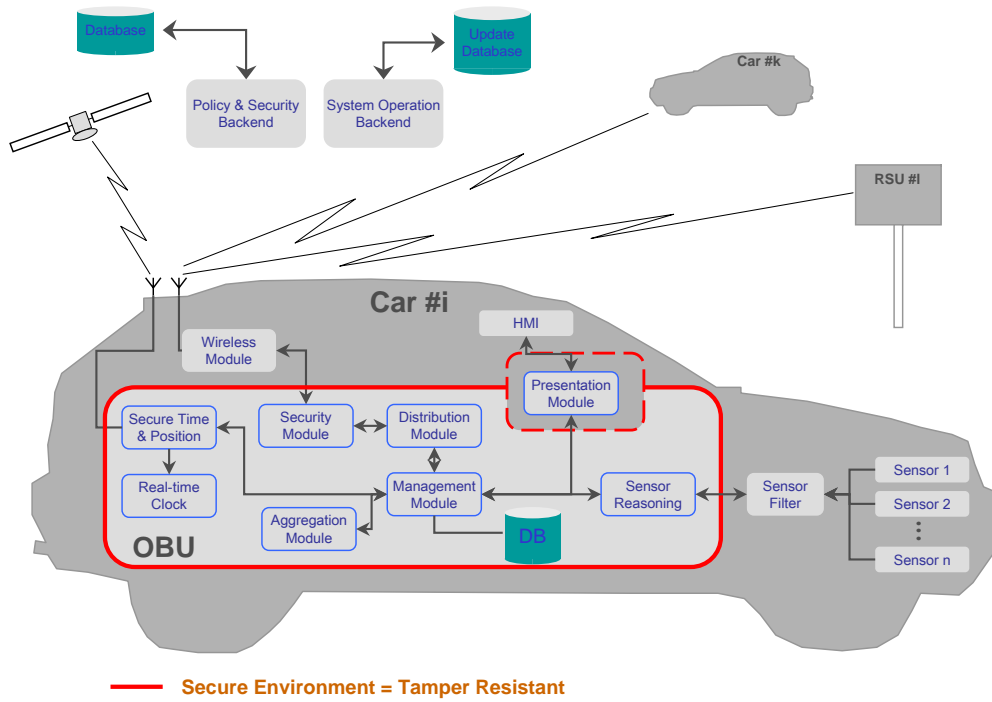 Database
Update
Database
Policy & Security
Backend
System Operation
Backend
Car #k
RSU #l
Car #i
HMI
Wireless
Module
Presentation
Module
Secure Time
& Position
Security
Module
Distribution
Module
Real-time
Clock
Aggregation
Module
Management
Module
Sensor
Reasoning
Sensor
Filter
Sensor 1
Sensor 2
Sensor n
DB
OBU
Secure Environment = Tamper Resistant